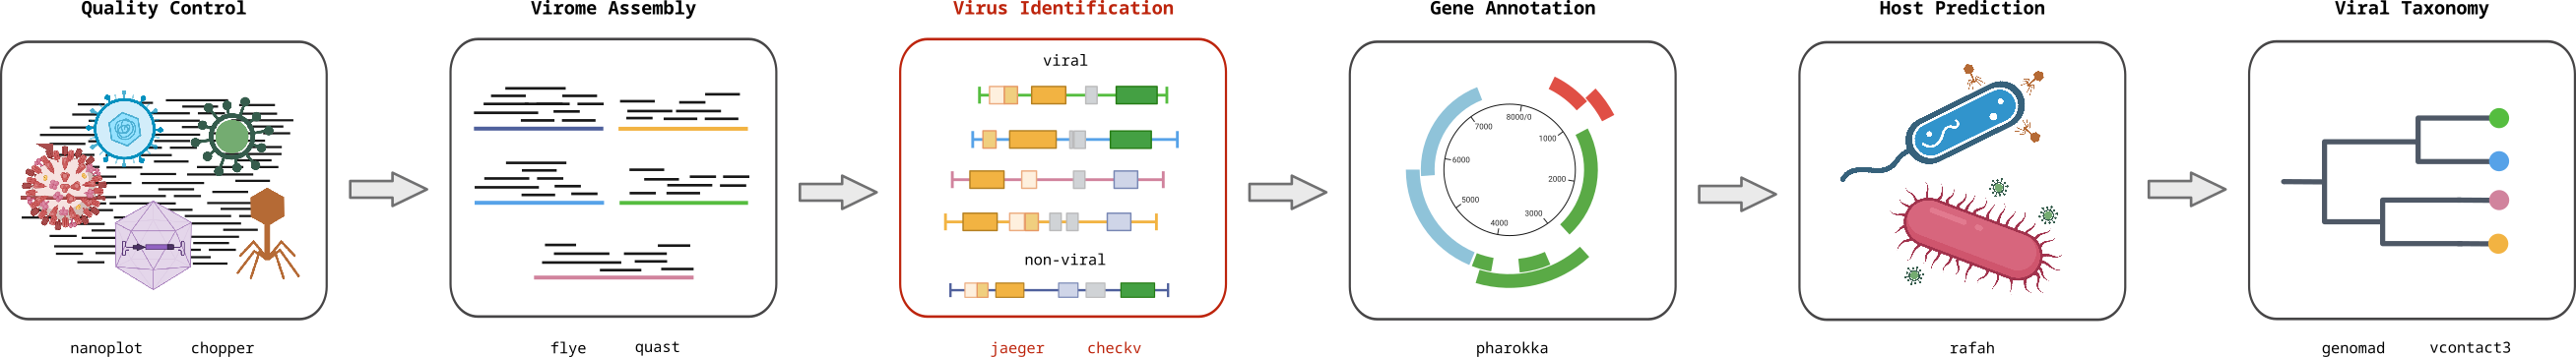 Quality Control
Virome Assembly
Virus Identification
Gene Annotation
Host Prediction
Viral Taxonomy
viral
non-viral
8000/0
1000
2000
3000
4000
5000
6000
7000
nanoplot chopper
flye quast
jaeger checkv
pharokka
rafah
genomad vcontact3